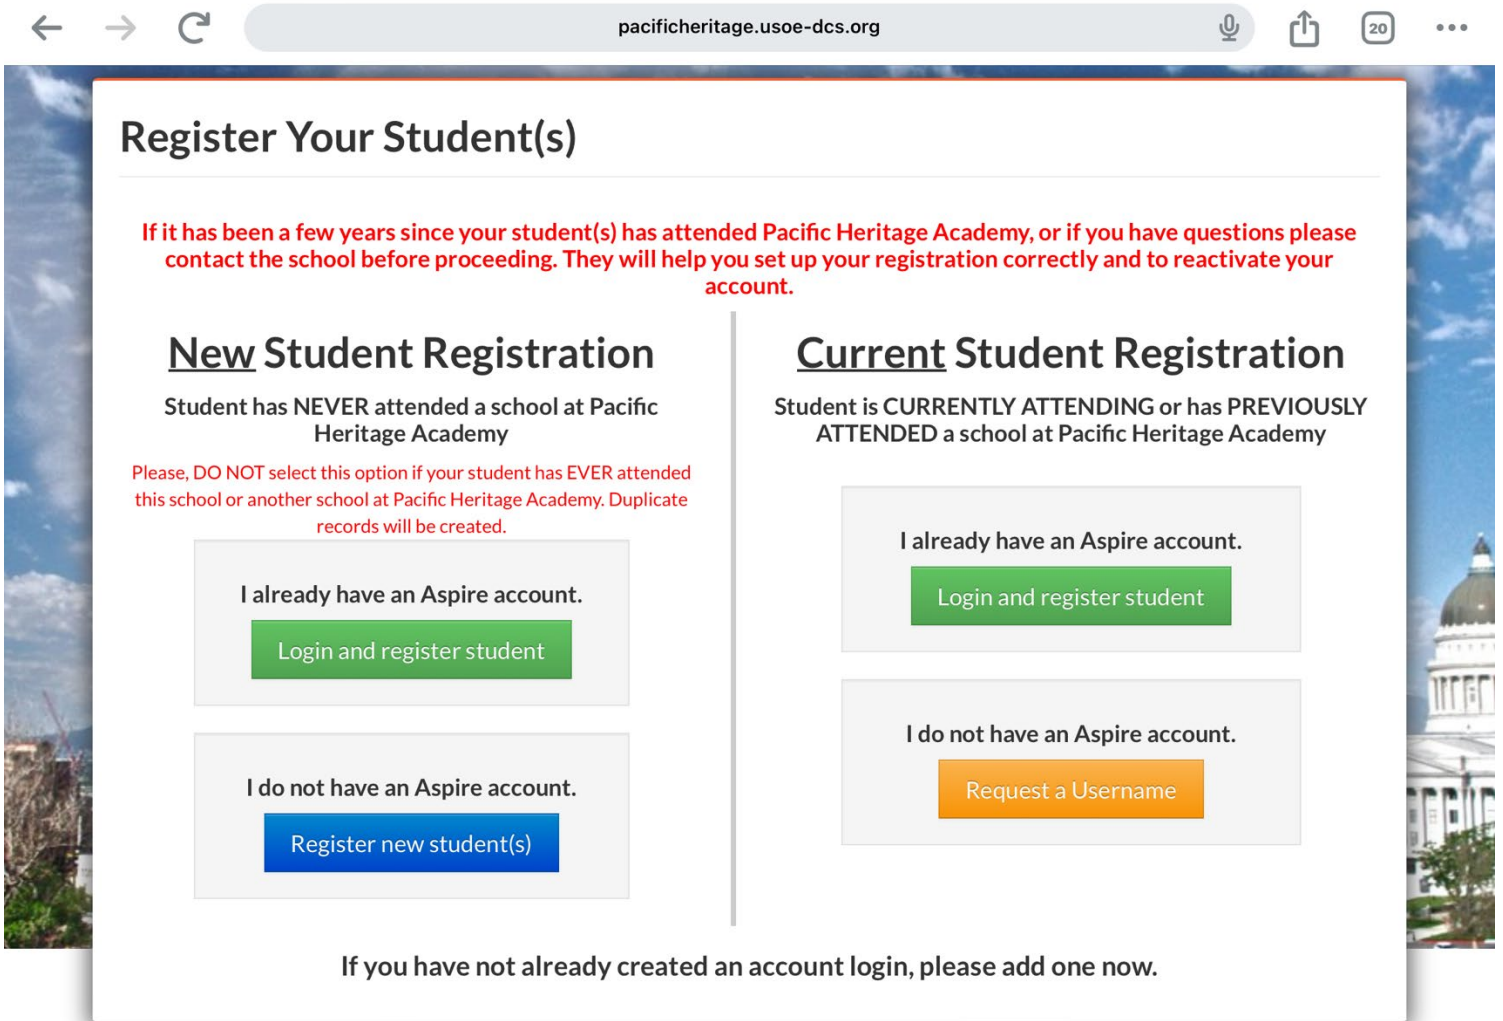 pacificheritage.usoe-dcs.org
20
Register Your Student(s)
If it has been a few years since your student(s) has attended Pacific Heritage Academy, or if you have questions please
contact the school before proceeding. They will help you set up your registration correctly and to reactivate your
account.
New Student Registration
Student has NEVER attended a school at Pacific
Heritage Academy
Please, DO NOT select this option if your student has EVER attended
this school or another school at Pacific Heritage Academy. Duplicate
records will be created.
I already have an Aspire account.
Login and register student
I do not have an Aspire account.
Register new student(s)
Current Student Registration
Student is CURRENTLY ATTENDING or has PREVIOUSLY
ATTENDED a school at Pacific Heritage Academy
I already have an Aspire account.
Login and register student
I do not have an Aspire account.
Request a Username
If you have not already created an account login, please add one now.